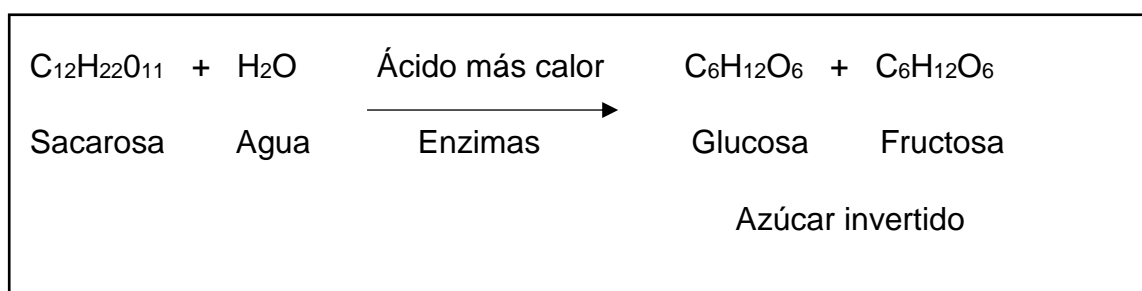 C12H22011 + H2O Ácido más calor C6H12O6 + C6H12O6
Sacarosa Agua Enzimas Glucosa Fructosa
Azúcar invertido